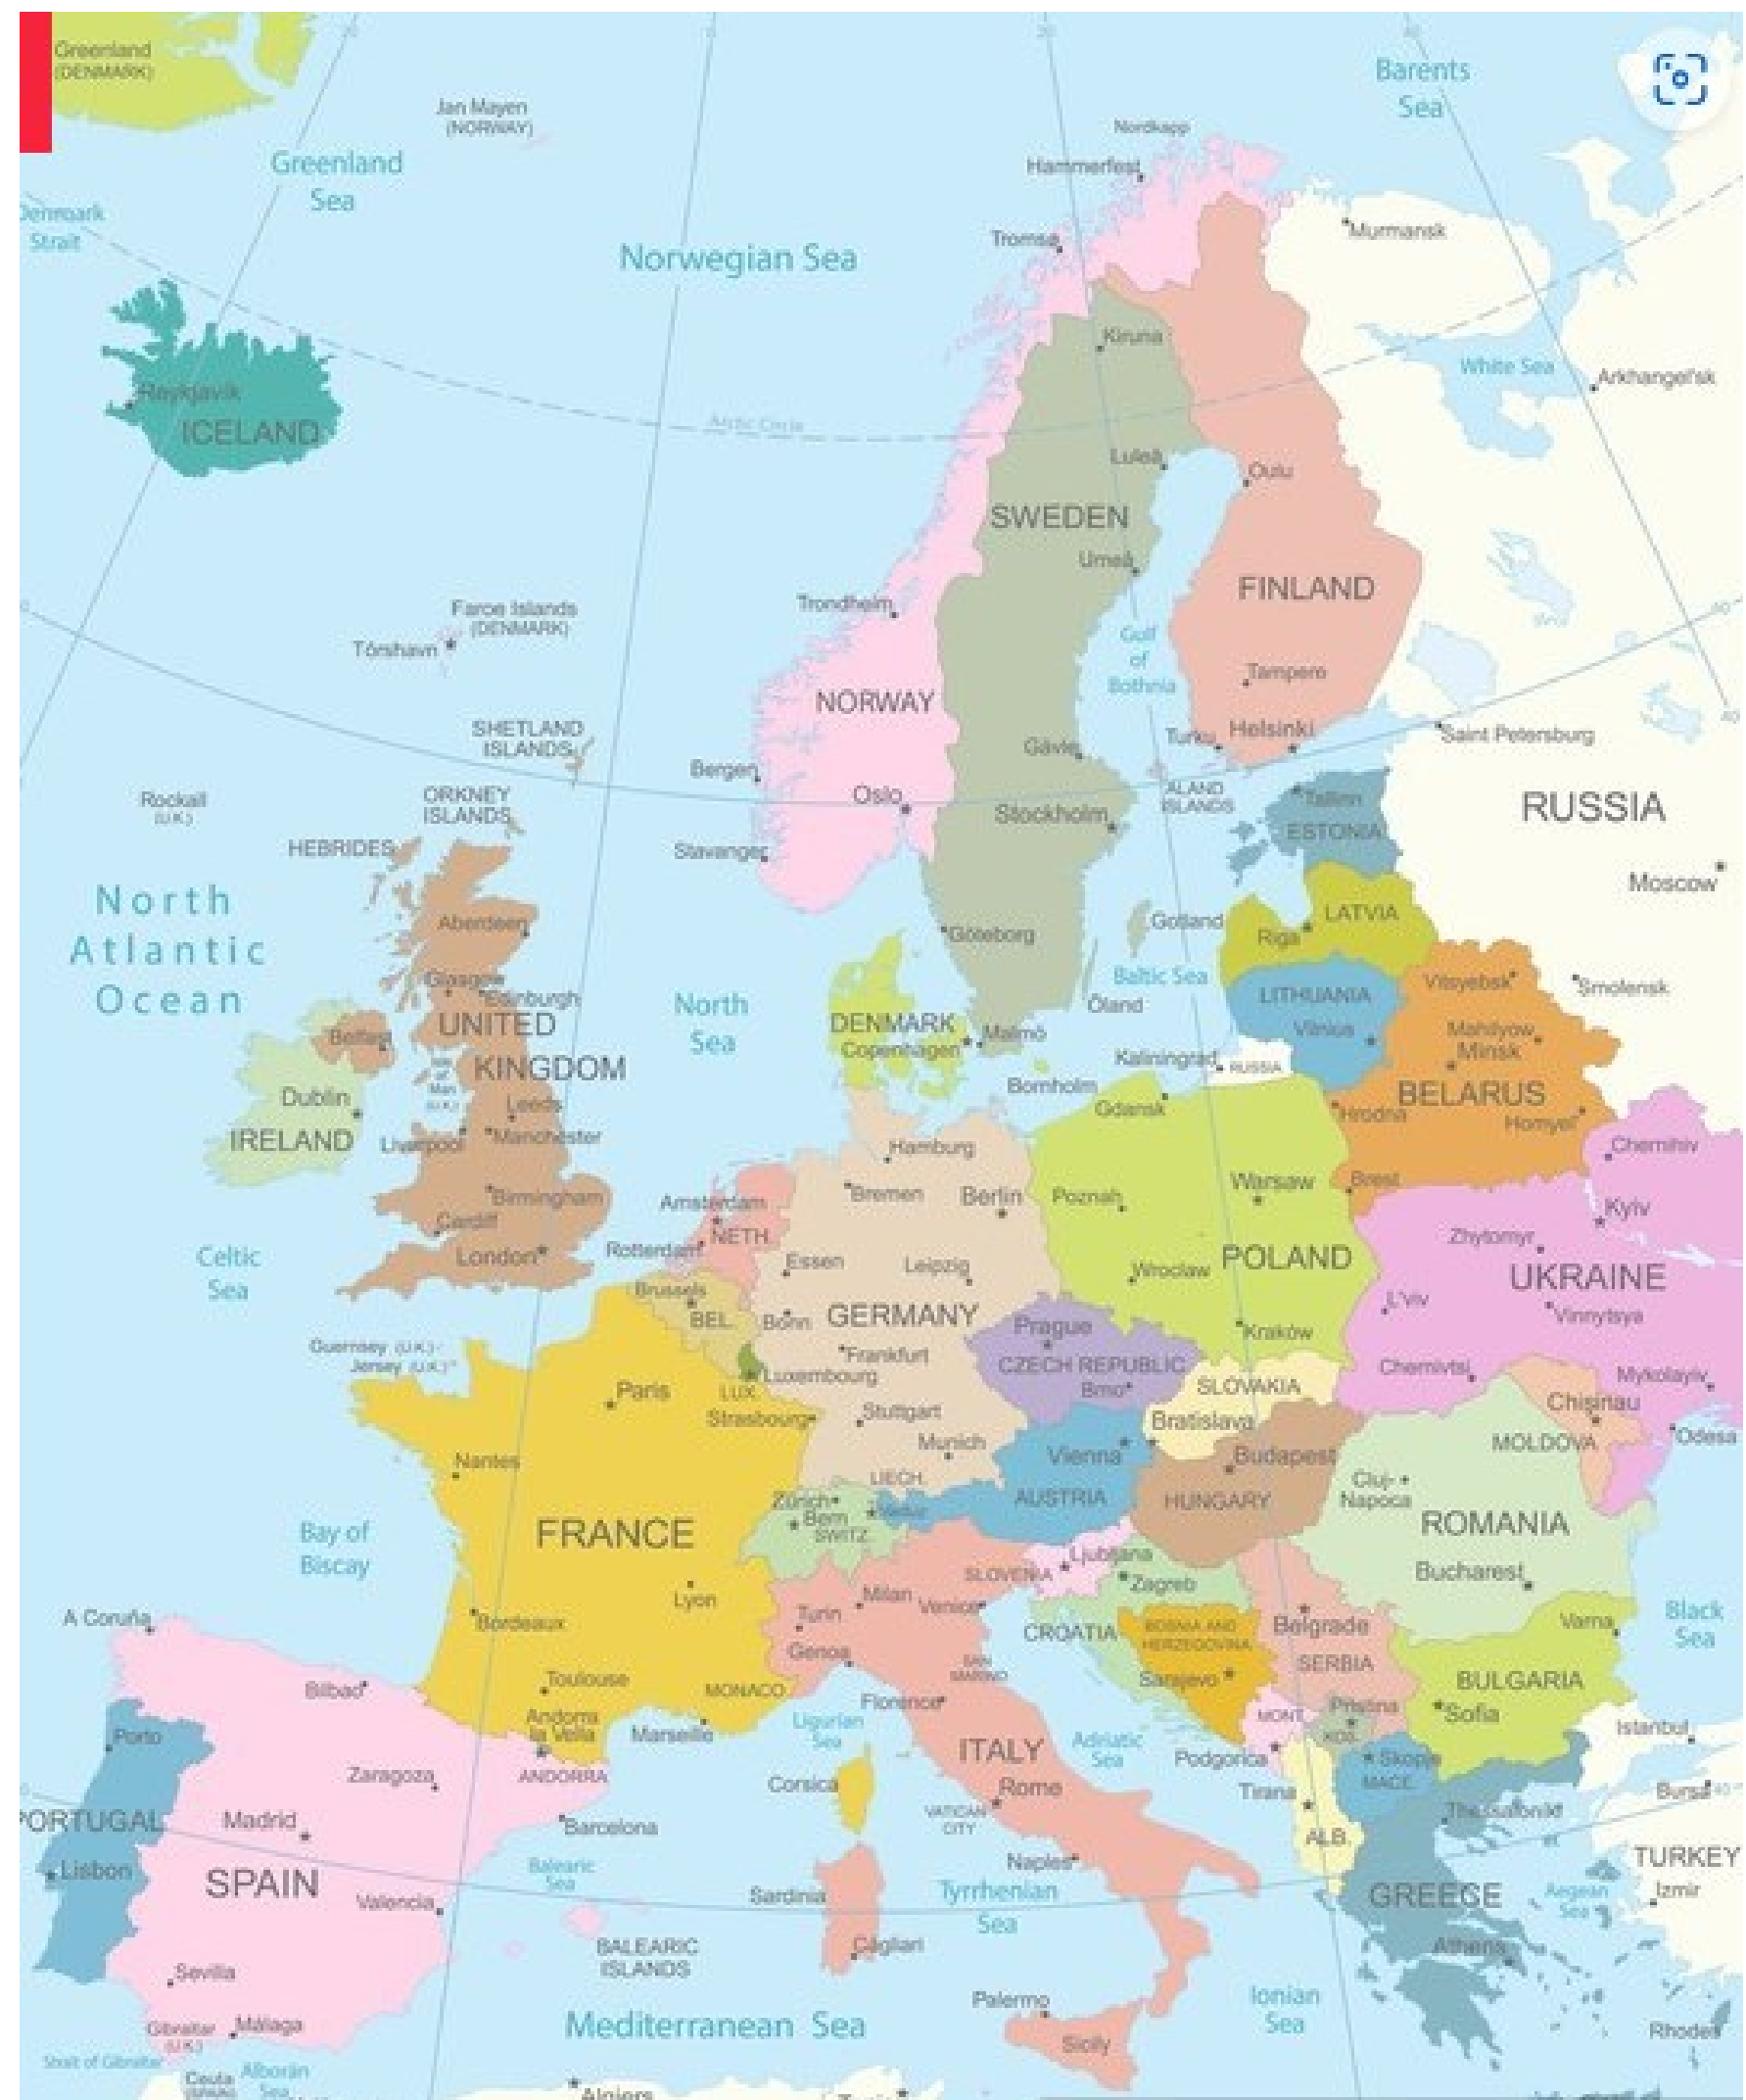 Greenland
(DENMARK)
Jan Mayen
(NORWAY)
Barents
Sea
Nordkapp
Hammerfest
Greenland
Sea
Denmark
Strait
Tromsø
Murmansk
Norwegian Sea
Kiruna
White Sea
Arkhangel'sk
Reykjavík
ICELAND
Arctic Circle
Luleå
Oulu
SWEDEN
Umeå
FINLAND
Trondheim
Faroe Islands
(DENMARK)
Tórshavn
Gulf
of
Bothnia
Tampere
NORWAY
SHETLAND
ISLANDS
Turku
Helsinki
Saint Petersburg
Gävle
Bergen
Oslo
Stockholm
ALAND
ISLANDS
Tallinn
ESTONIA
RUSSIA
Rockall
(U.K.)
ORKNEY
ISLANDS
HEBRIDES
Stavanger
Moscow
North
Atlantic
Ocean
Aberdeen
Göteborg
Gotland
Riga
LATVIA
Baltic Sea
Glasgow
Edinburgh
UNITED
KINGDOM
North
Sea
Öland
LITHUANIA
Vilnius
Vitsyebsk
Smolensk
Belfast
DENMARK
Copenhagen
Malmö
Mahilyow
Minsk
Isle
of
Man
(U.K.)
Kaliningrad
RUSSIA
Bornholm
BELARUS
Dublin
Leeds
Gdansk
Hrodna
Homyel'
IRELAND
Liverpool
Manchester
Hamburg
Chernihiv
Birmingham
Amsterdam
Bremen
Berlin
Poznań
Warsaw
Brest
Kyiv
Cardiff
NETH.
Zhytomyr
London
Rotterdam
Celtic
Sea
Essen
Leipzig
Wroclaw
POLAND
UKRAINE
Brussels
BEL.
Bonn
GERMANY
L'viv
Vinnytsya
Prague
Kraków
Guernsey (U.K.)
Jersey (U.K.)
Frankfurt
CZECH REPUBLIC
Brno
Luxembourg
LUX.
SLOVAKIA
Chernivtsi
Mykolayiv
Paris
Strasbourg
Stuttgart
Bratislava
Chişinău
MOLDOVA
Odesa
Munich
Vienna
Budapest
Nantes
LIECH.
Vaduz
Zürich
Bern
SWITZ.
AUSTRIA
HUNGARY
Cluj-
Napoca
ROMANIA
FRANCE
Bay of
Biscay
Ljubljana
SLOVENIA
Zagreb
Bucharest
Lyon
Milan
Venice
Turin
Genoa
A Coruña
Bordeaux
CROATIA
BOSNIA AND
HERZEGOVINA
Belgrade
SERBIA
Varna
Black
Sea
SAN
MARINO
Sarajevo
Bilbao
Toulouse
MONACO
Florence
BULGARIA
Sofia
Porto
Andorra
la Vella
Marseille
Ligurian
Sea
Adriatic
Sea
MONT.
Pristina
KOS.
Istanbul
Podgorica
Skopje
MACE.
ITALY
Zaragoza
ANDORRA
Corsica
Rome
Tirana
Bursa
PORTUGAL
Madrid
Barcelona
VATICAN
CITY
ALB.
Thessaloniki
Lisbon
SPAIN
Balearic
Sea
Naples
TURKEY
Valencia
Sardinia
Tyrrhenian
Sea
GREECE
Aegean
Sea
Izmir
BALEARIC
ISLANDS
Cagliari
Athens
Sevilla
Palermo
Ionian
Sea
Gibraltar
(U.K.)
Málaga
Mediterranean Sea
Sicily
Rhodes
Strait of Gibraltar
Ceuta
Alborán
Sea
Algiers